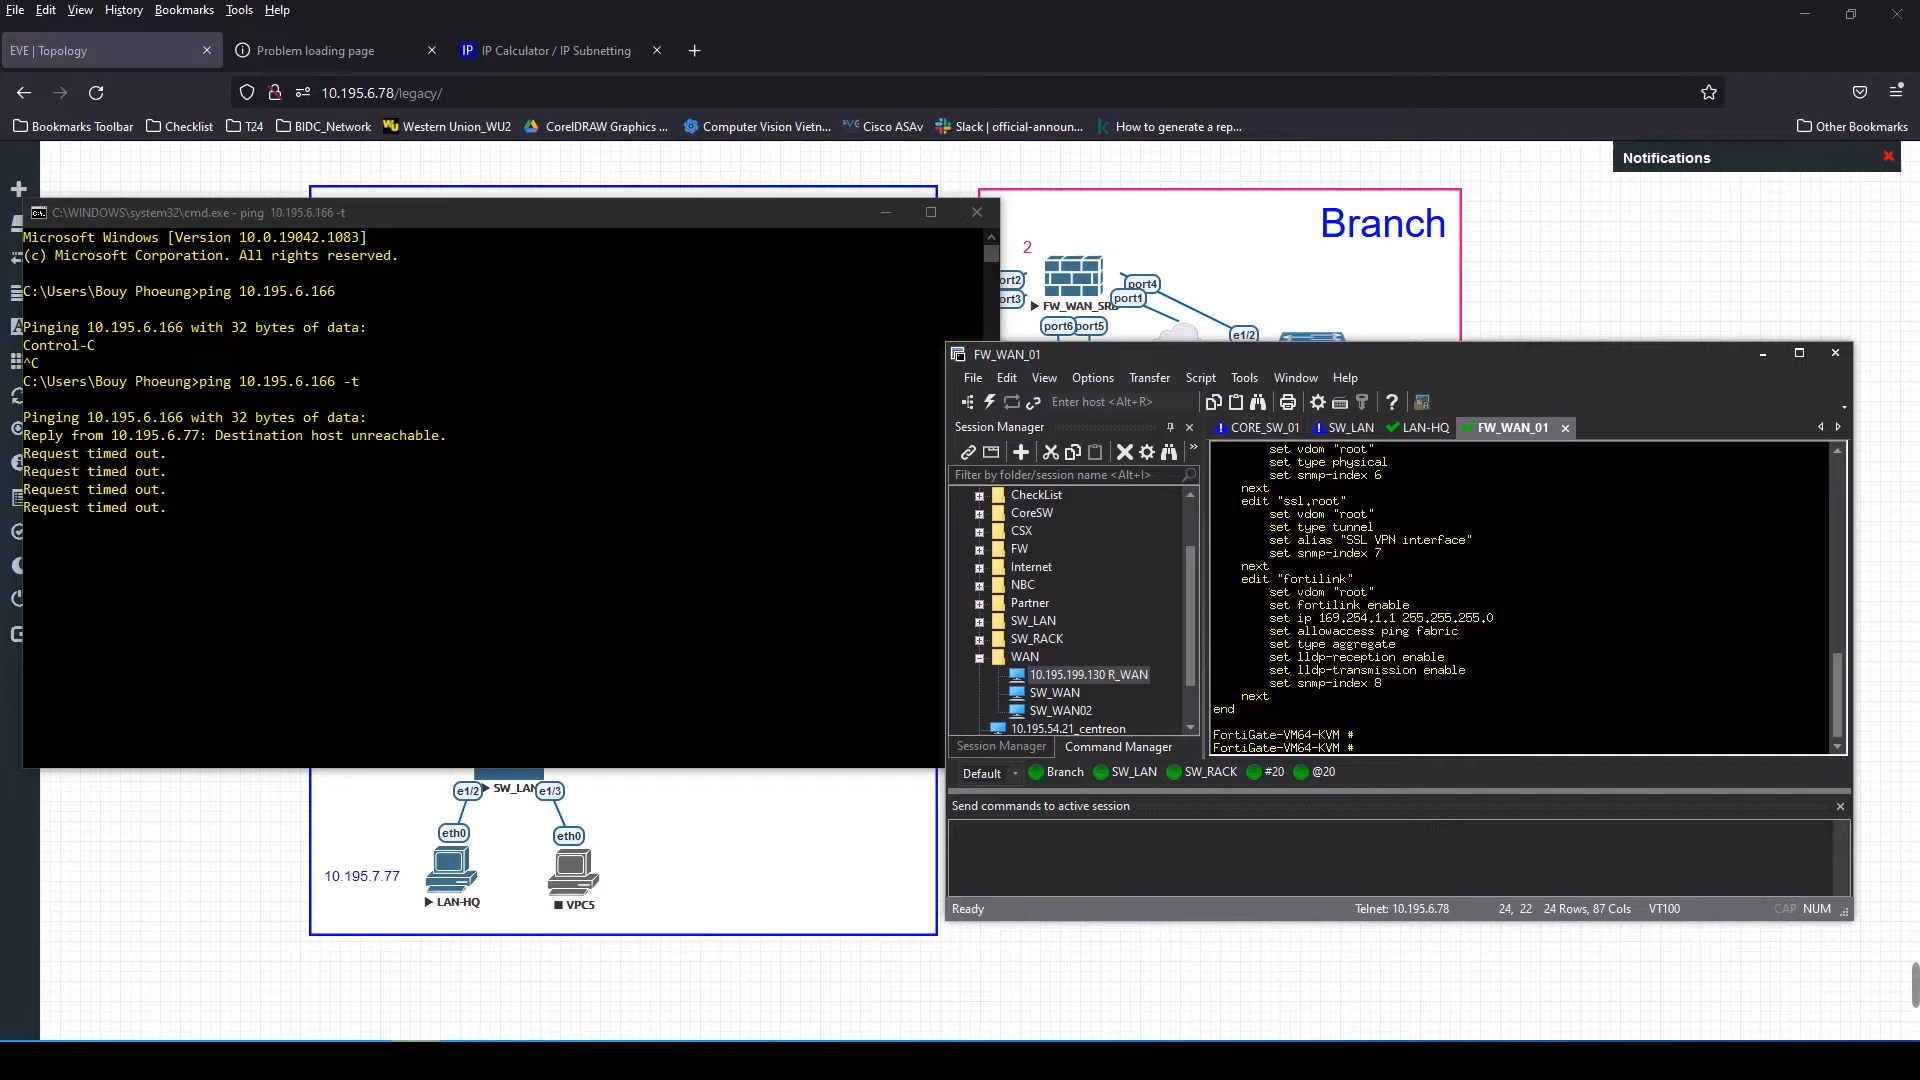 File Edit View History Bookmarks Tools Help
EVE | Topology
Problem loading page
IP IP Calculator / IP Subnetting
10.195.6.78/legacy/
Bookmarks Toolbar
Checklist
T24
BIDC_Network
Western Union_WU2
CorelDRAW Graphics ...
Computer Vision Vietn...
Cisco ASAv
Slack | official-announ...
How to generate a rep...
Other Bookmarks
Notifications
C:\WINDOWS\system32\cmd.exe - ping 10.195.6.166 -t
Microsoft Windows [Version 10.0.19042.1083]
(c) Microsoft Corporation. All rights reserved.
C:\Users\Bouy Phoeung>ping 10.195.6.166
Pinging 10.195.6.166 with 32 bytes of data:
Control-C
^C
C:\Users\Bouy Phoeung>ping 10.195.6.166 -t
Pinging 10.195.6.166 with 32 bytes of data:
Reply from 10.195.6.77: Destination host unreachable.
Request timed out.
Request timed out.
Request timed out.
Request timed out.
Branch
2
ort2
ort3
port4
port1
FW_WAN_SR
port6
port5
e1/2
FW_WAN_01
File Edit View Options Transfer Script Tools Window Help
Enter host <Alt+R>
Session Manager
CORE_SW_01
SW_LAN
LAN-HQ
FW_WAN_01
Filter by folder/session name <Alt+I>
CheckList
CoreSW
CSX
FW
Internet
NBC
Partner
SW_LAN
SW_RACK
WAN
10.195.199.130 R_WAN
SW_WAN
SW_WAN02
10.195.54.21_centreon
Session Manager
Command Manager
set vdom "root"
set type physical
set snmp-index 6
next
edit "ssl.root"
set vdom "root"
set type tunnel
set alias "SSL VPN interface"
set snmp-index 7
next
edit "fortilink"
set vdom "root"
set fortilink enable
set ip 169.254.1.1 255.255.255.0
set allowaccess ping fabric
set type aggregate
set lldp-reception enable
set lldp-transmission enable
set snmp-index 8
next
end
FortiGate-VM64-KVM #
FortiGate-VM64-KVM #
Default
Branch
SW_LAN
SW_RACK
#20
@20
Send commands to active session
Ready
Telnet: 10.195.6.78
24, 22
24 Rows, 87 Cols
VT100
CAP NUM
e1/2
SW_LAN
e1/3
eth0
eth0
10.195.7.77
LAN-HQ
VPC5